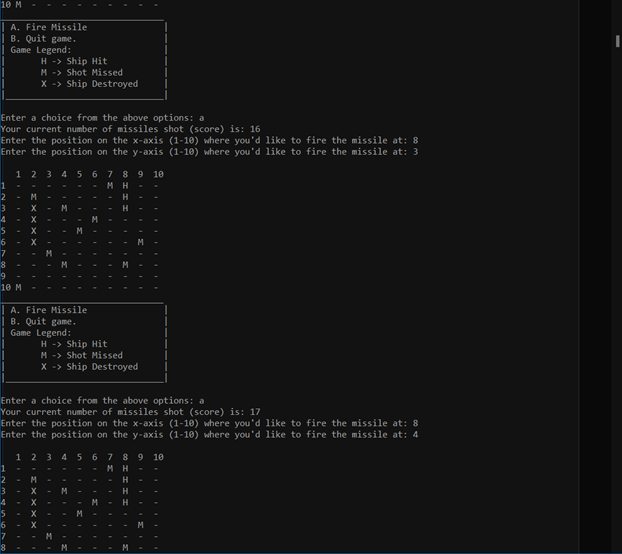 10 M  -  -  -  -  -  -  -  -  -
| A. Fire Missile |
| B. Quit game. |
| Game Legend: |
| H -> Ship Hit |
| M -> Shot Missed |
| X -> Ship Destroyed |
|___________________________|
Enter a choice from the above options: a
Your current number of missiles shot (score) is: 16
Enter the position on the x-axis (1-10) where you'd like to fire the missile at: 8
Enter the position on the y-axis (1-10) where you'd like to fire the missile at: 3
   1  2  3  4  5  6  7  8  9  10
1  -  -  -  -  -  -  M  H  -  -
2  -  M  -  -  -  -  -  H  -  -
3  -  X  -  M  -  -  -  H  -  -
4  -  X  -  -  -  M  -  -  -  -
5  -  X  -  -  M  -  -  -  -  -
6  -  X  -  -  -  -  -  -  M  -
7  -  -  M  -  -  -  -  -  -  -
8  -  -  -  M  -  -  -  M  -  -
9  -  -  -  -  -  -  -  -  -  -
10 M  -  -  -  -  -  -  -  -  -
| A. Fire Missile |
| B. Quit game. |
| Game Legend: |
| H -> Ship Hit |
| M -> Shot Missed |
| X -> Ship Destroyed |
|___________________________|
Enter a choice from the above options: a
Your current number of missiles shot (score) is: 17
Enter the position on the x-axis (1-10) where you'd like to fire the missile at: 8
Enter the position on the y-axis (1-10) where you'd like to fire the missile at: 4
   1  2  3  4  5  6  7  8  9  10
1  -  -  -  -  -  -  M  H  -  -
2  -  M  -  -  -  -  -  H  -  -
3  -  X  -  M  -  -  -  H  -  -
4  -  X  -  -  -  M  -  H  -  -
5  -  X  -  -  M  -  -  -  -  -
6  -  X  -  -  -  -  -  -  M  -
7  -  -  M  -  -  -  -  -  -  -
8  -  -  -  M  -  -  -  M  -  -